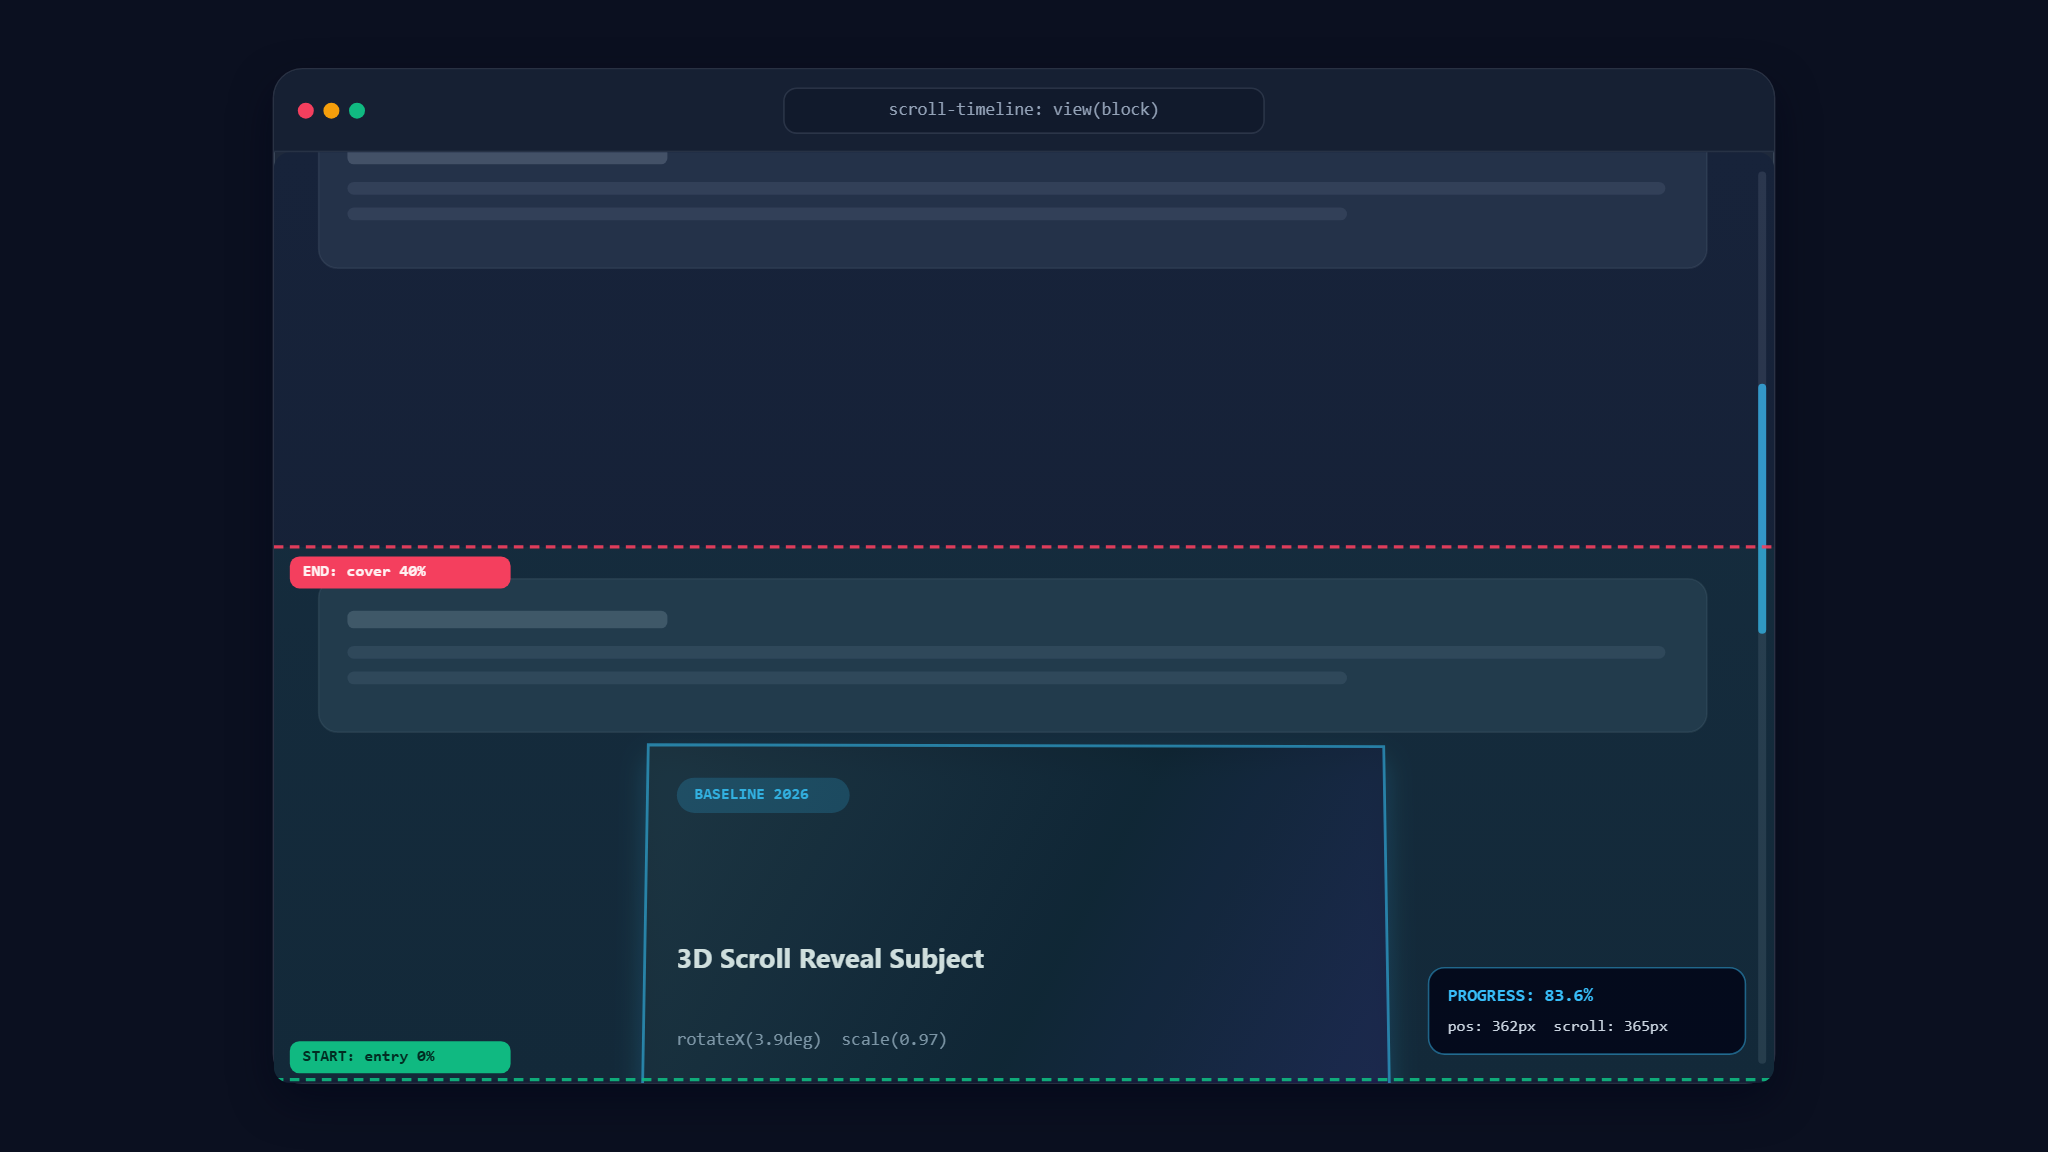 scroll-timeline: view(block)
END: cover 40%
BASELINE 2026
3D Scroll Reveal Subject
rotateX(3.9deg)  scale(0.97)
PROGRESS: 83.6%
pos: 362px  scroll: 365px
START: entry 0%